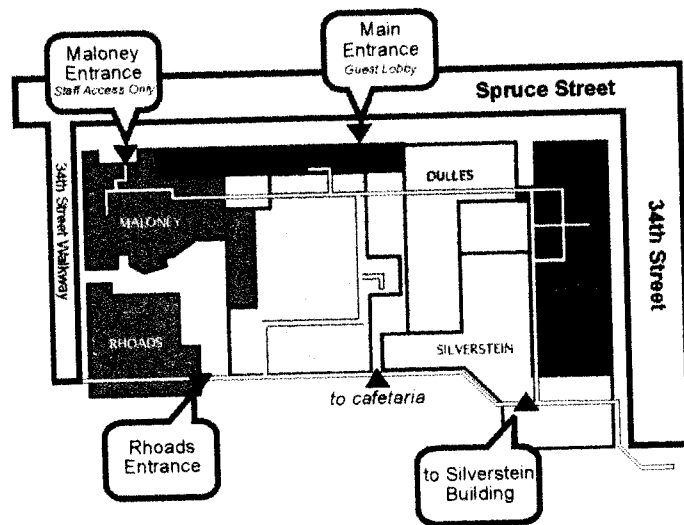 Maloney
Entrance
Staff Access Only
Main
Entrance
Guest Lobby
Spruce Street
34th Street Walkway
MALONEY
DULLES
34th Street
RHOADS
SILVERSTEIN
to cafetaria
Rhoads
Entrance
to Silverstein
Building